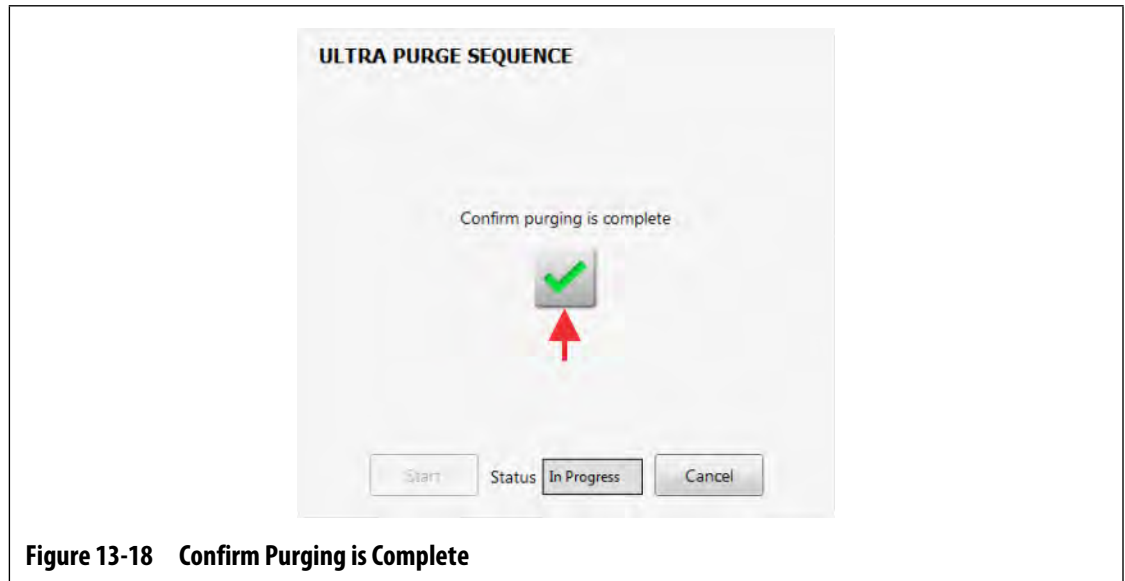 ULTRA PURGE SEQUENCE
Confirm purging is complete
Start Status In Progress Cancel
Figure 13-18 Confirm Purging is Complete